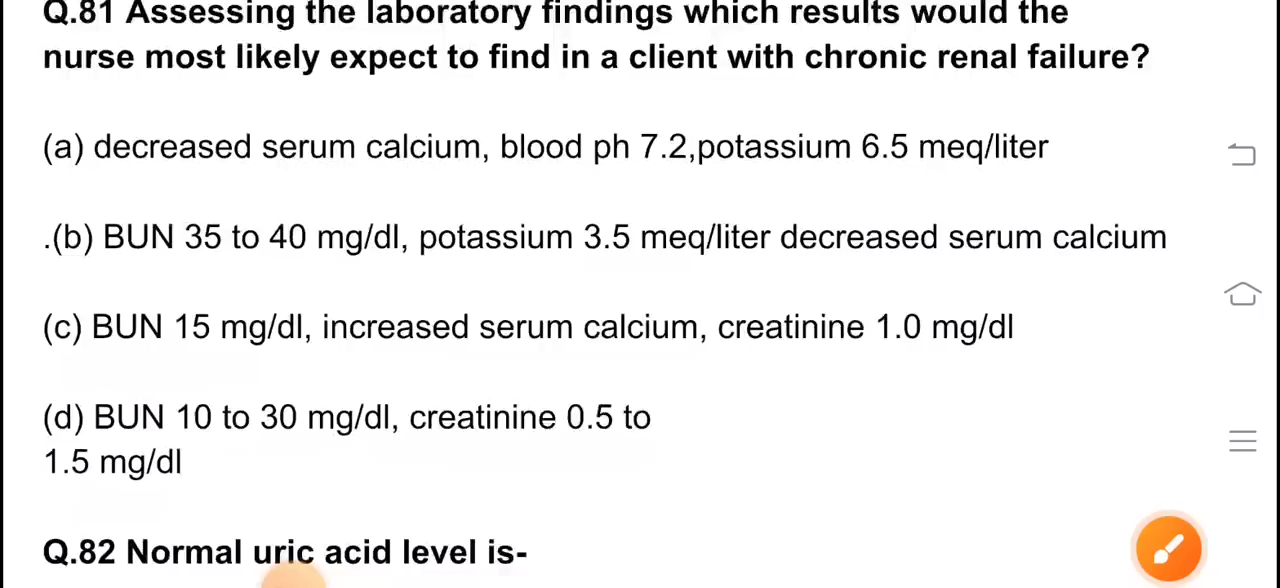 Q.81 Assessing the laboratory findings which results would the
nurse most likely expect to find in a client with chronic renal failure?
(a) decreased serum calcium, blood ph 7.2,potassium 6.5 meq/liter
.(b) BUN 35 to 40 mg/dl, potassium 3.5 meq/liter decreased serum calcium
(c) BUN 15 mg/dl, increased serum calcium, creatinine 1.0 mg/dl
(d) BUN 10 to 30 mg/dl, creatinine 0.5 to
1.5 mg/dl
Q.82 Normal uric acid level is-